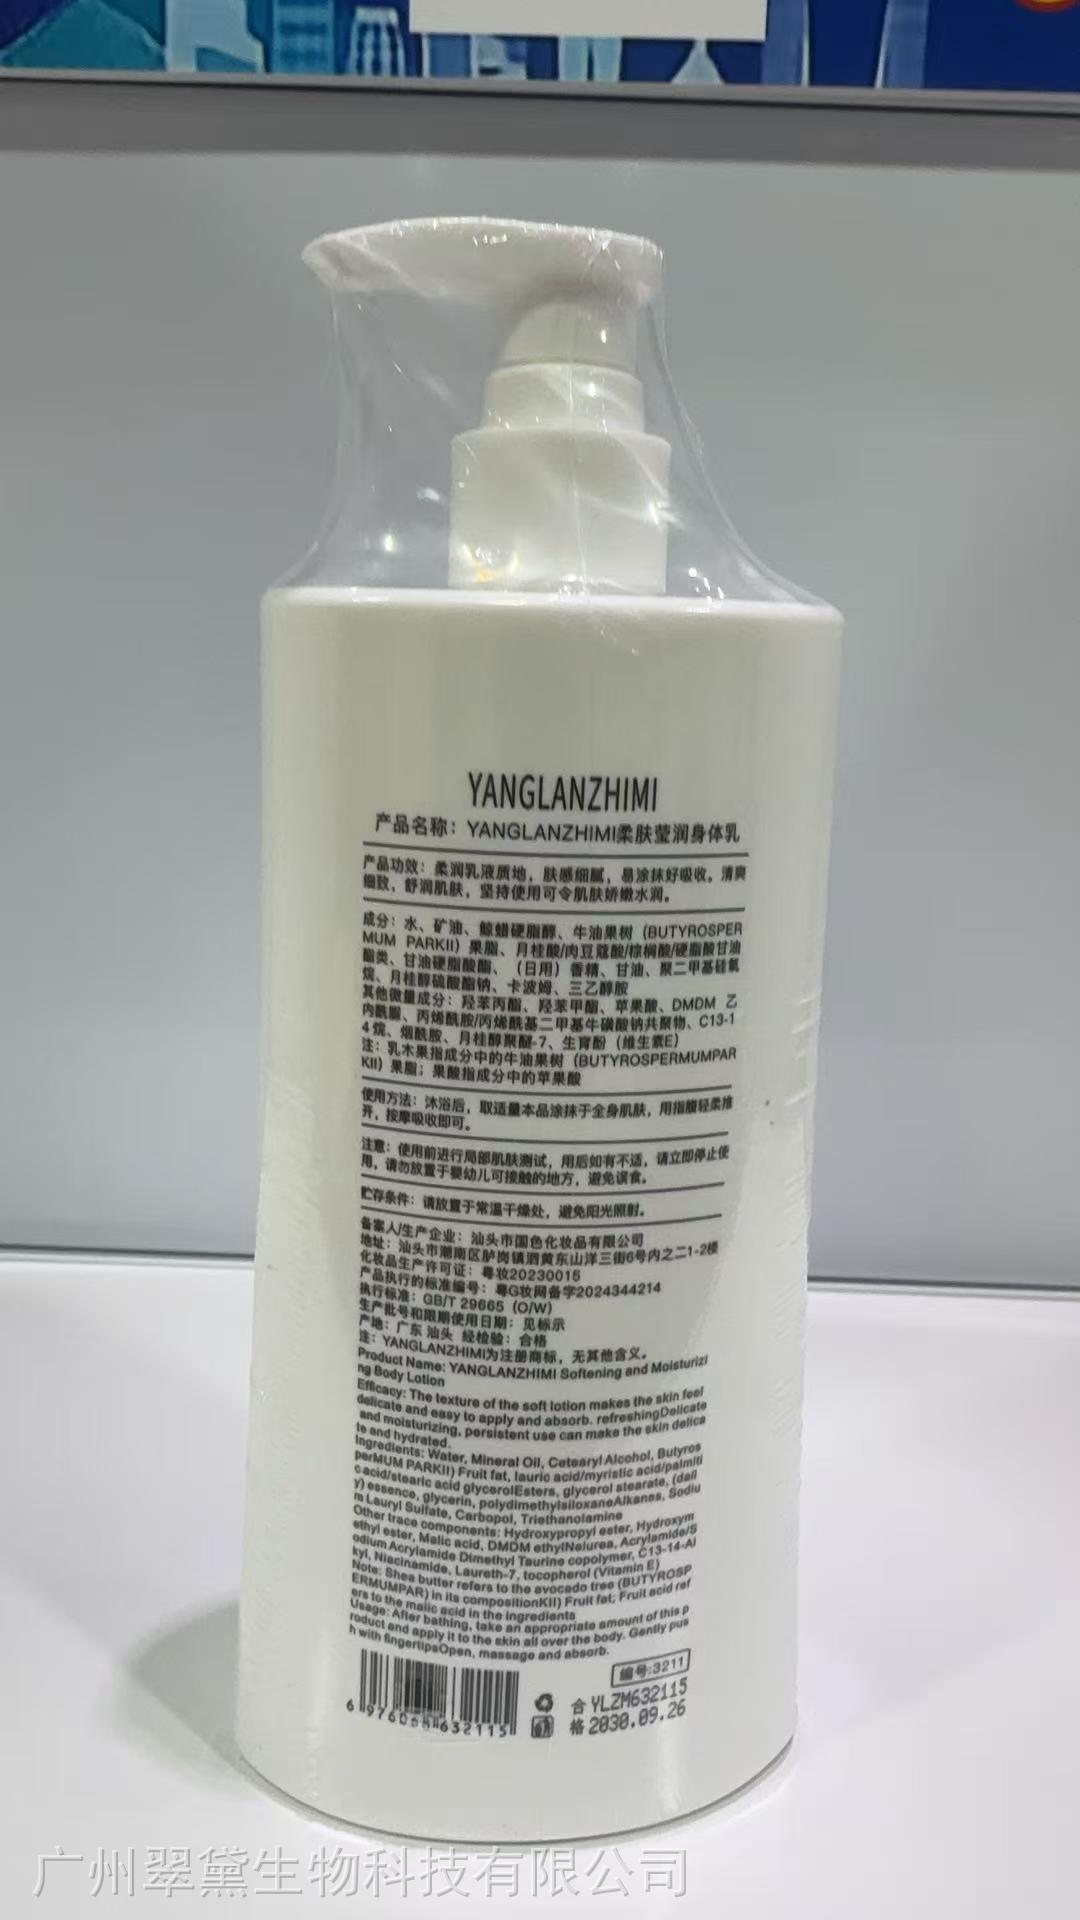 YANGLANZHIMI
产品名称：YANGLANZHIMI柔肤莹润身体乳
产品功效：柔润乳液质地，肤感细腻，易涂抹好吸收。清爽
细致，舒润肌肤，坚持使用可令肌肤娇嫩水润。
成分：水、矿油、鲸蜡硬脂醇、牛油果树（BUTYROSPER
MUM PARKII）果脂、月桂酸/肉豆蔻酸/棕榈酸/硬脂酸甘油
酯类、甘油硬脂酸酯、（日用）香精、甘油、聚二甲基硅氧
烷、月桂醇硫酸酯钠、卡波姆、三乙醇胺
其他微量成分：羟苯丙酯、羟苯甲酯、苹果酸、DMDM 乙
内酰脲、丙烯酰胺/丙烯酰基二甲基牛磺酸钠共聚物、C13-1
4 烷、烟酰胺、月桂醇聚醚-7、生育酚（维生素E）
注：乳木果指成分中的牛油果树（BUTYROSPERMUMPAR
KII）果脂；果酸指成分中的苹果酸
使用方法：沐浴后，取适量本品涂抹于全身肌肤，用指腹轻柔推
开，按摩吸收即可。
注意：使用前进行局部肌肤测试，用后如有不适，请立即停止使
用，请勿放置于婴幼儿可接触的地方，避免误食。
贮存条件：请放置于常温干燥处，避免阳光照射。
备案人/生产企业：汕头市国色化妆品有限公司
地址：汕头市潮南区胪岗镇泗黄东山洋三街6号内之二1-2楼
化妆品生产许可证：粤妆20230015
产品执行的标准编号：粤G妆网备字2024344214
执行标准：GB/T 29665（O/W）
生产批号和限期使用日期：见标示
产地：广东 汕头 经检验：合格
注：YANGLANZHIMI为注册商标，无其他含义。
Product Name: YANGLANZHIMI Softening and Moisturizi
ng Body Lotion
Efficacy: The texture of the soft lotion makes the skin feel
delicate and easy to apply and absorb. refreshingDelicate
and moisturizing, persistent use can make the skin delica
te and hydrated.
Ingredients: Water, Mineral Oil, Cetearyl Alcohol, Butyros
perMUM PARKII) Fruit fat, lauric acid/myristic acid/palmiti
c acid/stearic acid glycerolEsters, glycerol stearate, (dail
y) essence, glycerin, polydimethylsiloxaneAlkanes, Sodiu
m Lauryl Sulfate, Carbopol, Triethanolamine
Other trace components: Hydroxypropyl ester, Hydroxym
ethyl ester, Malic acid, DMDM ethylNelurea, Acrylamide/S
odium Acrylamide Dimethyl Taurine copolymer, C13-14-Al
kyl, Niacinamide, Laureth-7, tocopherol (Vitamin E)
Note: Shea butter refers to the avocado tree (BUTYROSP
ERMUMPAR) in its compositionKII) Fruit fat; Fruit acid ref
ers to the malic acid in the ingredients
Usage: After bathing, take an appropriate amount of this p
roduct and apply it to the skin all over the body. Gently pus
h with fingertipsOpen, massage and absorb.
编号:3211
合 YLZM632115
格 2030.09.26
6 976065 632115
广州翠黛生物科技有限公司